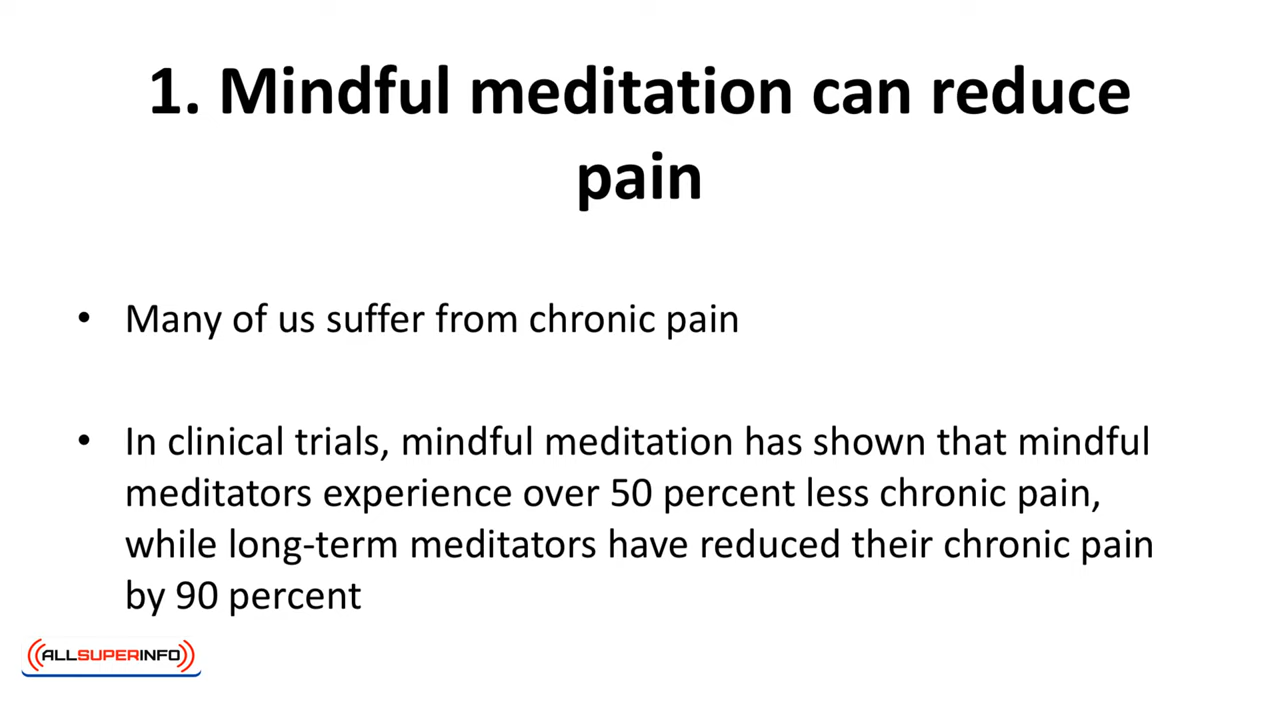 1. Mindful meditation can reduce
pain
• Many of us suffer from chronic pain
• In clinical trials, mindful meditation has shown that mindful
meditators experience over 50 percent less chronic pain,
while long-term meditators have reduced their chronic pain
by 90 percent
ALLSUPERINFO